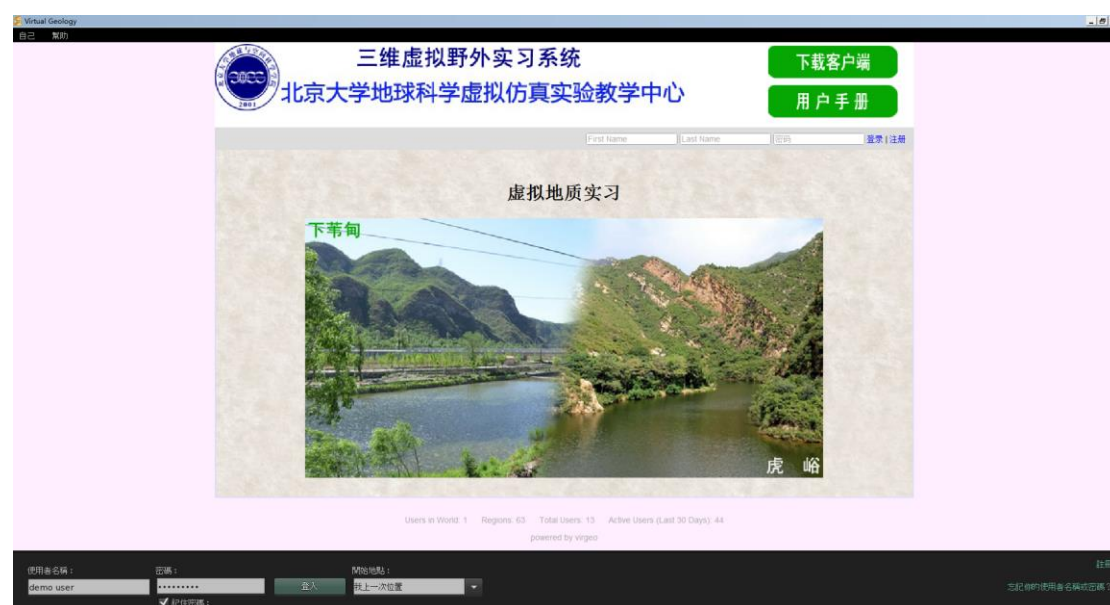 Virtual Geology
自己 幫助
三维虚拟野外实习系统
下载客户端
北京大学地球科学虚拟仿真实验教学中心
用户手册
2001
First Name Last Name 密码 登录 | 注册
虚拟地质实习
下苇甸
虎 峪
Users in World: 1 Regions: 63 Total Users: 13 Active Users (Last 30 Days): 44
powered by virgeo
使用者名稱： 密碼： 開始地點：
demo user ••••••••• 登入 我上一次位置
記住密碼：
忘記你的使用者名稱或密碼？